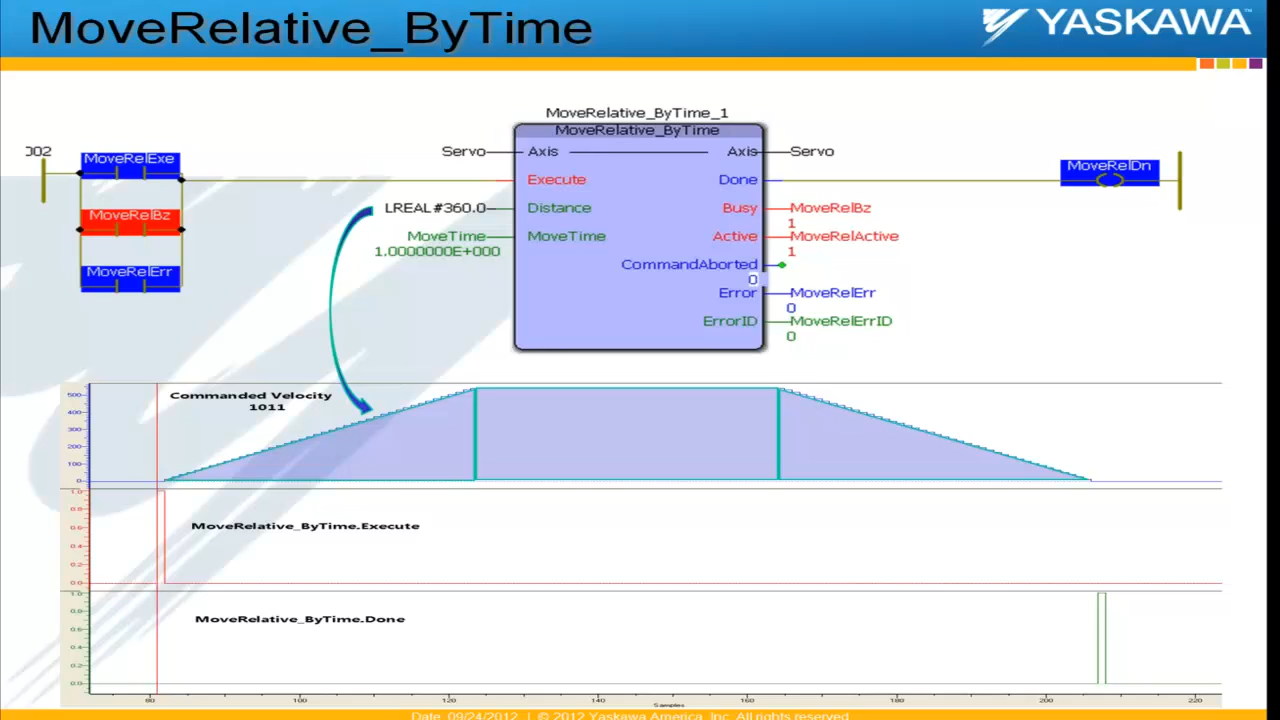 MoveRelative_ByTime
YASKAWA
MoveRelative_ByTime_1
MoveRelative_ByTime
002
MoveRelExe
Servo
Axis
Axis
Servo
MoveRelDn
Execute
Done
MoveRelBz
LREAL#360.0
Distance
Busy
MoveRelBz
1
MoveTime
MoveTime
Active
MoveRelActive
1.0000000E+000
1
MoveRelErr
CommandAborted
0
Error
MoveRelErr
0
ErrorID
MoveRelErrID
0
Commanded Velocity
1011
500
400
300
200
100
0
MoveRelative_ByTime.Execute
1.0
0.8
0.6
0.4
0.2
0.0
MoveRelative_ByTime.Done
1.0
0.8
0.6
0.4
0.2
0.0
80 100 120 140 160 180 200 220
Samples
Date: 09/24/2012 | © 2012 Yaskawa America, Inc. All rights reserved.